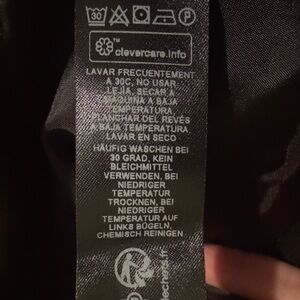 30
P
clevercare.info™
LAVAR FRECUENTEMENTE
A 30C, NO USAR
LEJÍA, SECAR A
MÁQUINA A BAJA
TEMPERATURA,
PLANCHAR DEL REVÉS
A BAJA TEMPERATURA,
LAVAR EN SECO
HÄUFIG WASCHEN BEI
30 GRAD, KEIN
BLEICHMITTEL
VERWENDEN, BEI
NIEDRIGER
TEMPERATUR
TROCKNEN, BEI
NIEDRIGER
TEMPERATUR AUF
LINKS BÜGELN,
CHEMISCH REINIGEN